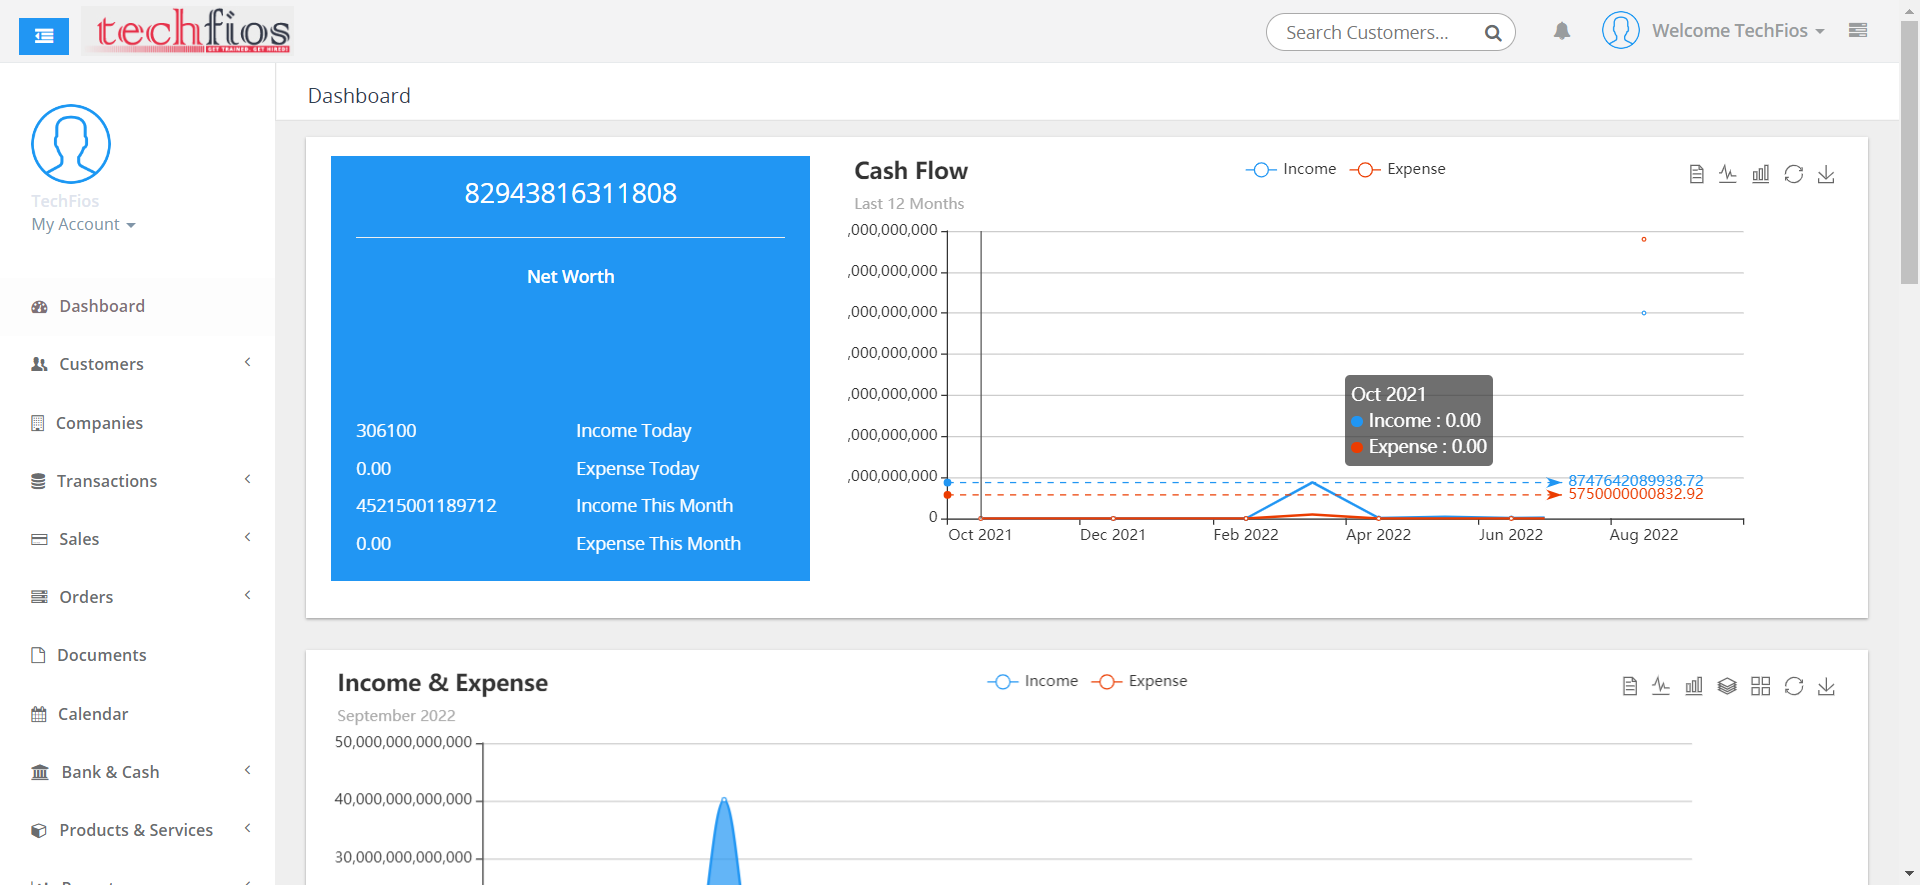 techfios
GET TRAINED. GET HIRED!
Search Customers...
Welcome TechFios
TechFios
My Account
Dashboard
Customers
Companies
Transactions
Sales
Orders
Documents
Calendar
Bank & Cash
Products & Services
Dashboard
82943816311808
Net Worth
306100 Income Today
0.00 Expense Today
45215001189712 Income This Month
0.00 Expense This Month
Cash Flow
Last 12 Months
Income Expense
,000,000,000
,000,000,000
,000,000,000
,000,000,000
,000,000,000
,000,000,000
,000,000,000
0
Oct 2021
Income : 0.00
Expense : 0.00
8747642089938.72
5750000000832.92
Oct 2021 Dec 2021 Feb 2022 Apr 2022 Jun 2022 Aug 2022
Income & Expense
September 2022
Income Expense
50,000,000,000,000
40,000,000,000,000
30,000,000,000,000